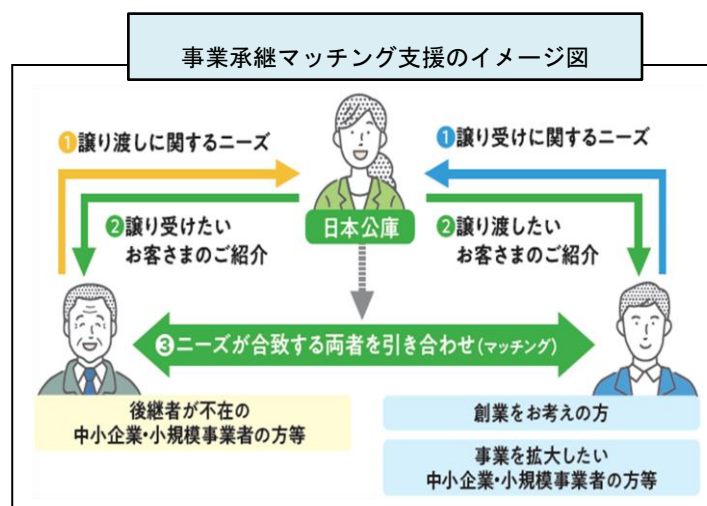 事業承継マッチング支援のイメージ図
❶譲り渡しに関するニーズ
❶譲り受けに関するニーズ
❷譲り受けたい
お客さまのご紹介
日本公庫
❷譲り渡したい
お客さまのご紹介
❸ニーズが合致する両者を引き合わせ(マッチング)
後継者が不在の
中小企業・小規模事業者の方等
創業をお考えの方
事業を拡大したい
中小企業・小規模事業者の方等